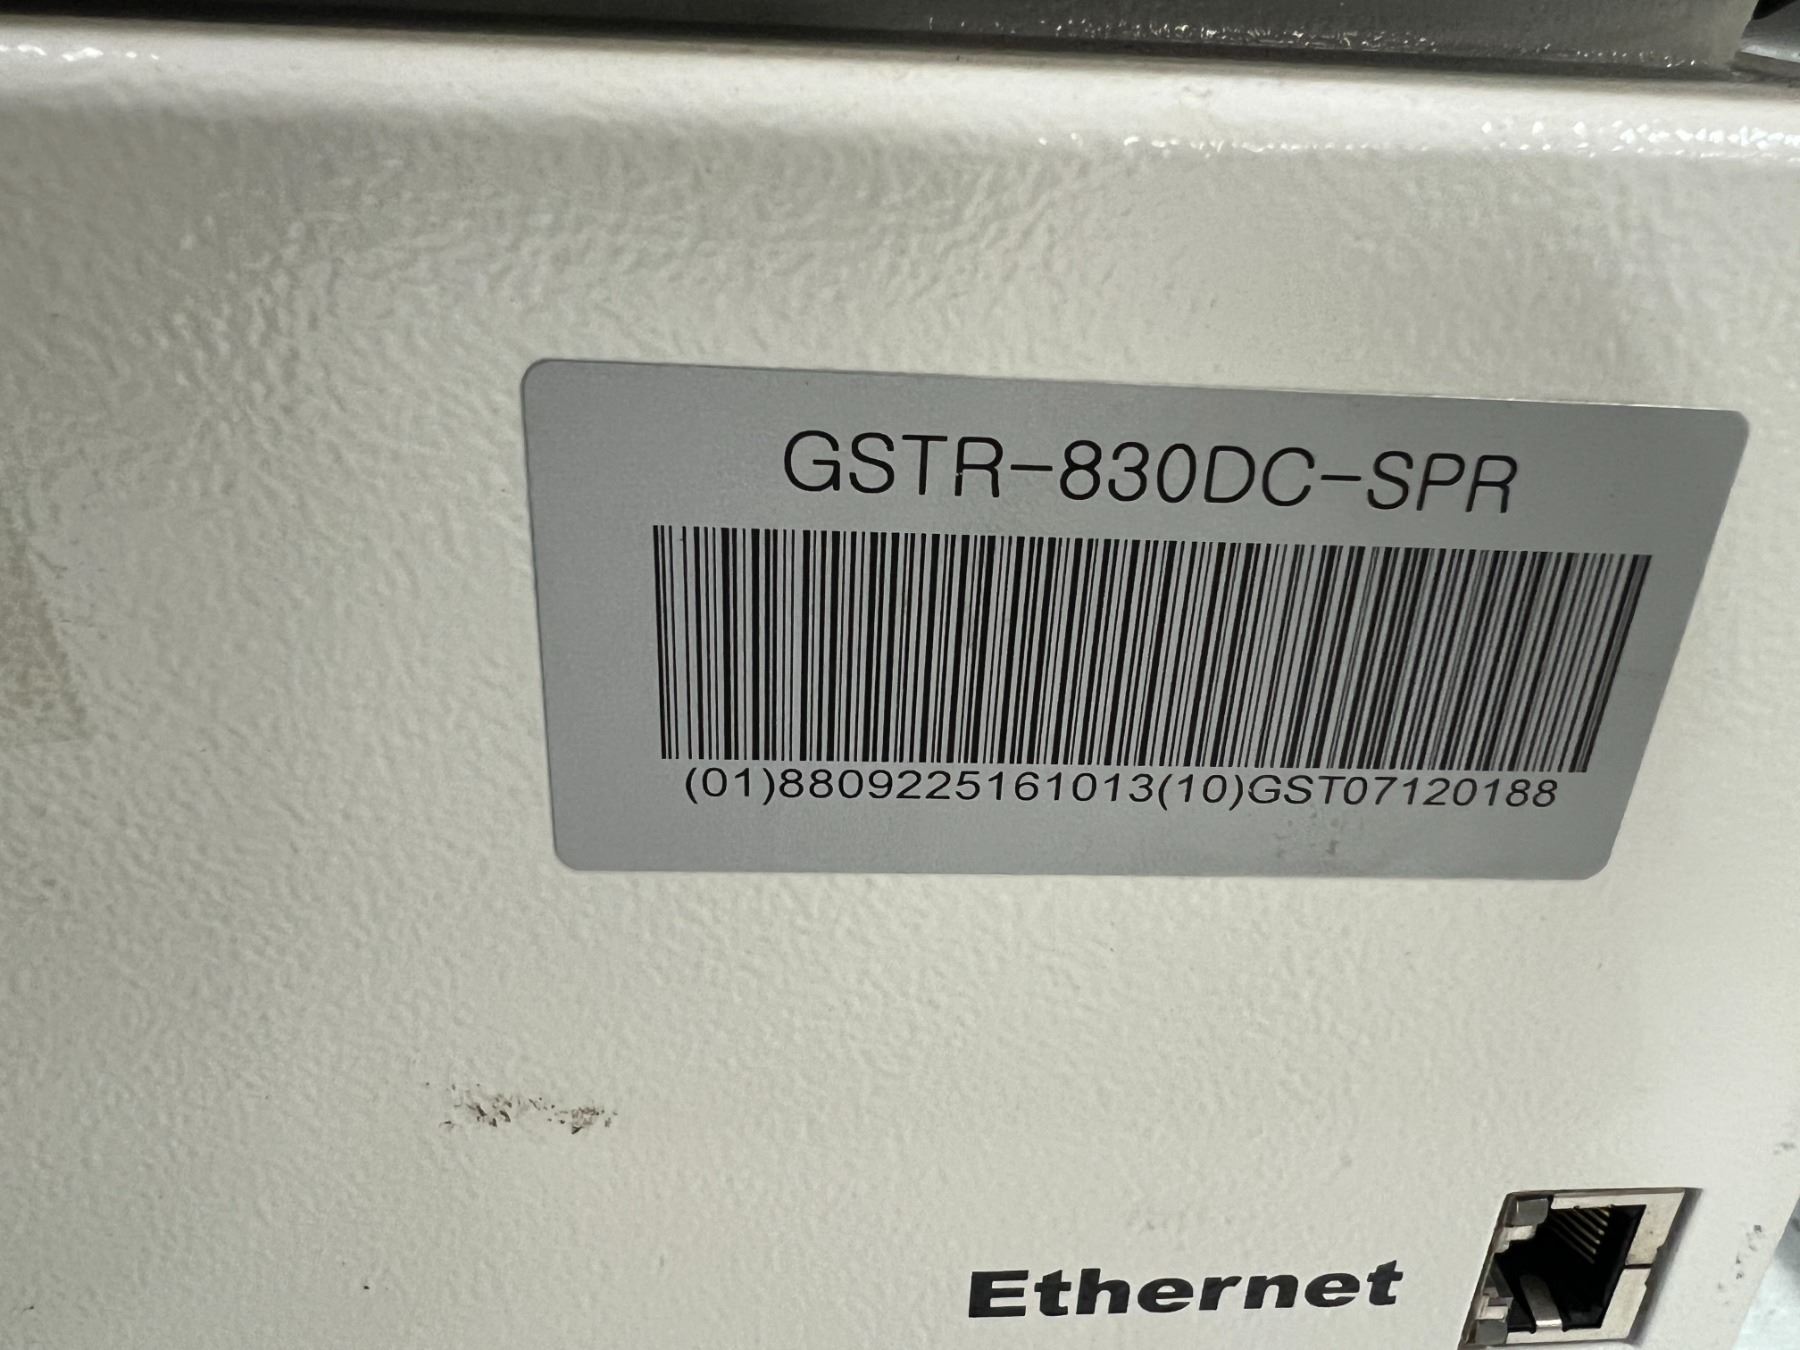 GSTR-830DC-SPR
(01)8809225161013(10)GST07120188
Ethernet